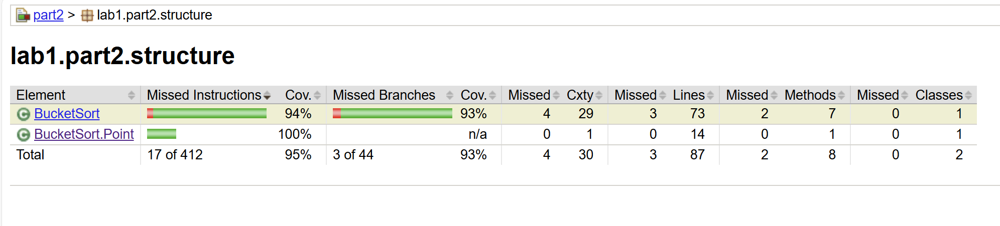 part2 > lab1.part2.structure
lab1.part2.structure
Element Missed Instructions Cov. Missed Branches Cov. Missed Cxty Missed Lines Missed Methods Missed Classes
C BucketSort 94% 93% 4 29 3 73 2 7 0 1
C BucketSort.Point 100% n/a 0 1 0 14 0 1 0 1
Total 17 of 412 95% 3 of 44 93% 4 30 3 87 2 8 0 2